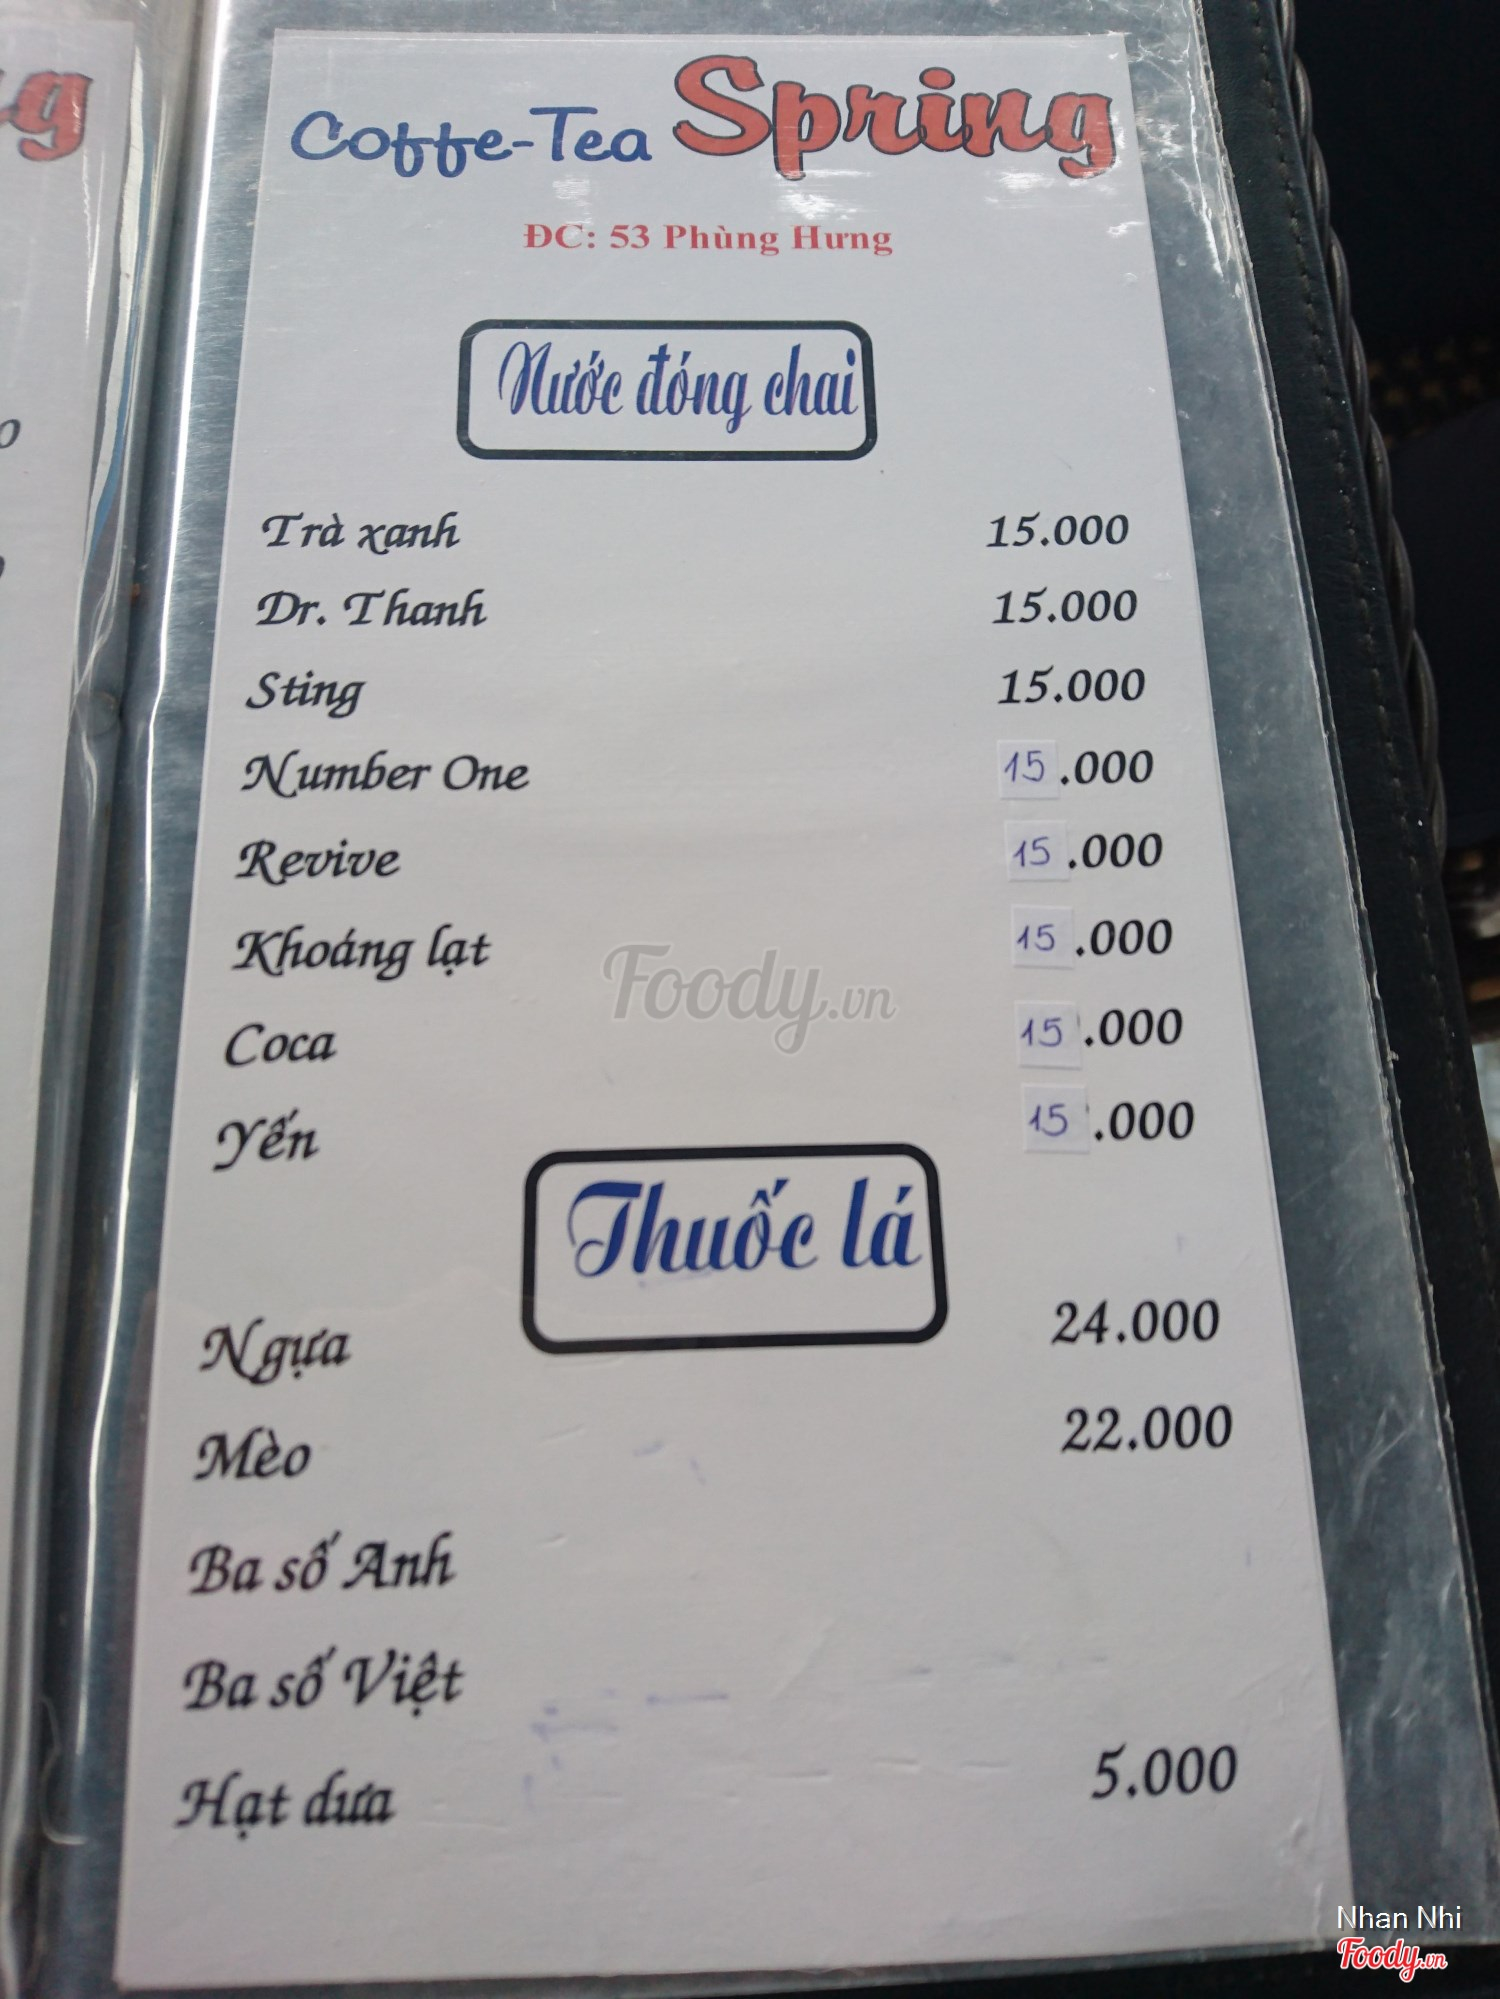 Coffe-Tea Spring
ĐC: 53 Phùng Hưng
Nước đóng chai
Trà xanh 15.000
Dr. Thanh 15.000
Sting 15.000
Number One 15.000
Revive 15.000
Khoáng lạt 15.000
Coca 15.000
Yến 15.000
Foody.vn
Thuốc lá
Ngựa 24.000
Mèo 22.000
Ba số Anh
Ba số Việt
Hạt dưa 5.000
Nhan Nhi
Foody.vn